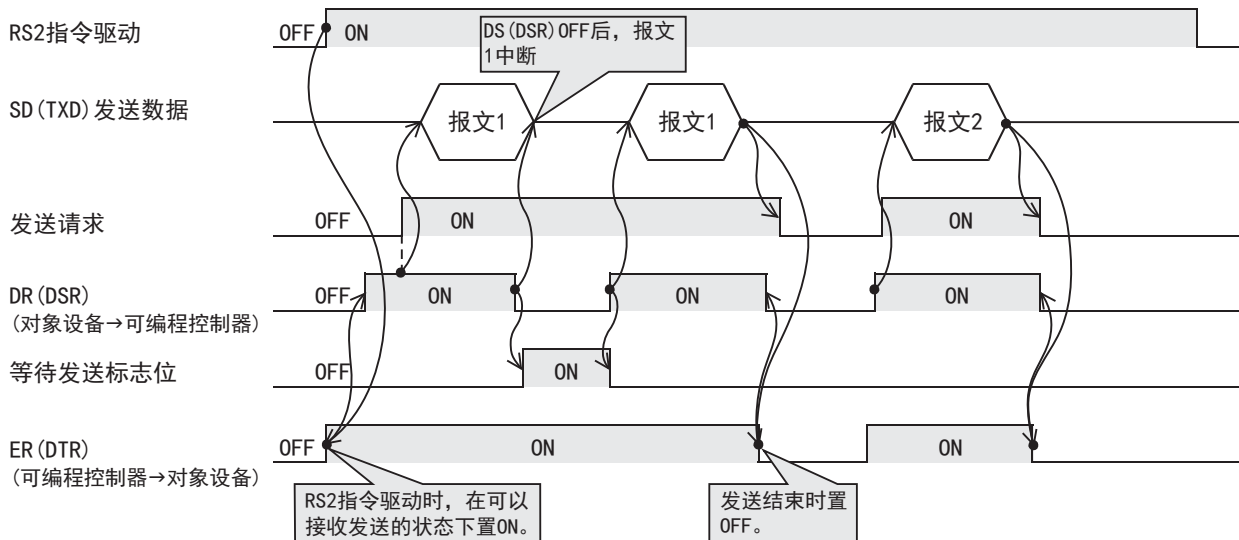 RS2指令驱动
OFF
ON
DS(DSR)OFF后，报文
1中断
SD(TXD)发送数据
报文1
报文1
报文2
发送请求
OFF
ON
ON
DR(DSR)
(对象设备→可编程控制器)
OFF
ON
ON
ON
等待发送标志位
OFF
ON
ER(DTR)
(可编程控制器→对象设备)
OFF
ON
ON
RS2指令驱动时，在可以
接收发送的状态下置ON。
发送结束时置
OFF。